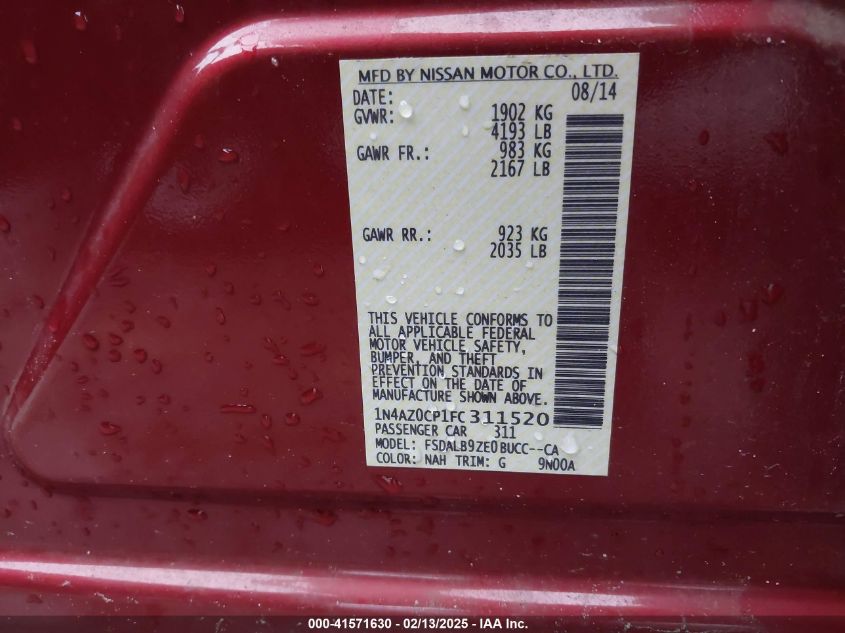 MFD BY NISSAN MOTOR CO., LTD.
DATE: 08/14
GVWR: 1902 KG
4193 LB
GAWR FR.: 983 KG
2167 LB
GAWR RR.: 923 KG
2035 LB
THIS VEHICLE CONFORMS TO
ALL APPLICABLE FEDERAL
MOTOR VEHICLE SAFETY,
BUMPER, AND THEFT
PREVENTION STANDARDS IN
EFFECT ON THE DATE OF
MANUFACTURE SHOWN ABOVE.
1N4AZ0CP1FC311520
PASSENGER CAR 311
MODEL: FSDALB9ZE0BUCC--CA
COLOR: NAH TRIM: G 9N00A
000-41571630 - 02/13/2025 - IAA Inc.